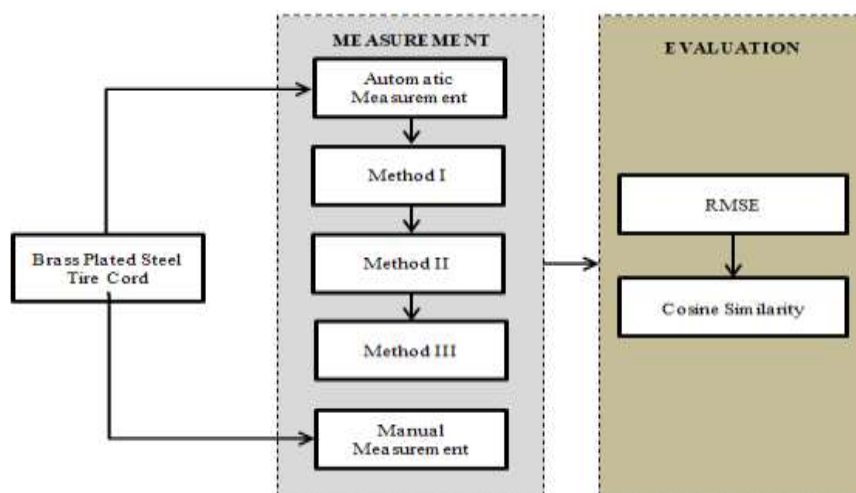 MEASUREMENT
Automatic
Measurement
Method I
Method II
Method III
Manual
Measurement
Brass Plated Steel
Tire Cord
EVALUATION
RMSE
Cosine Similarity